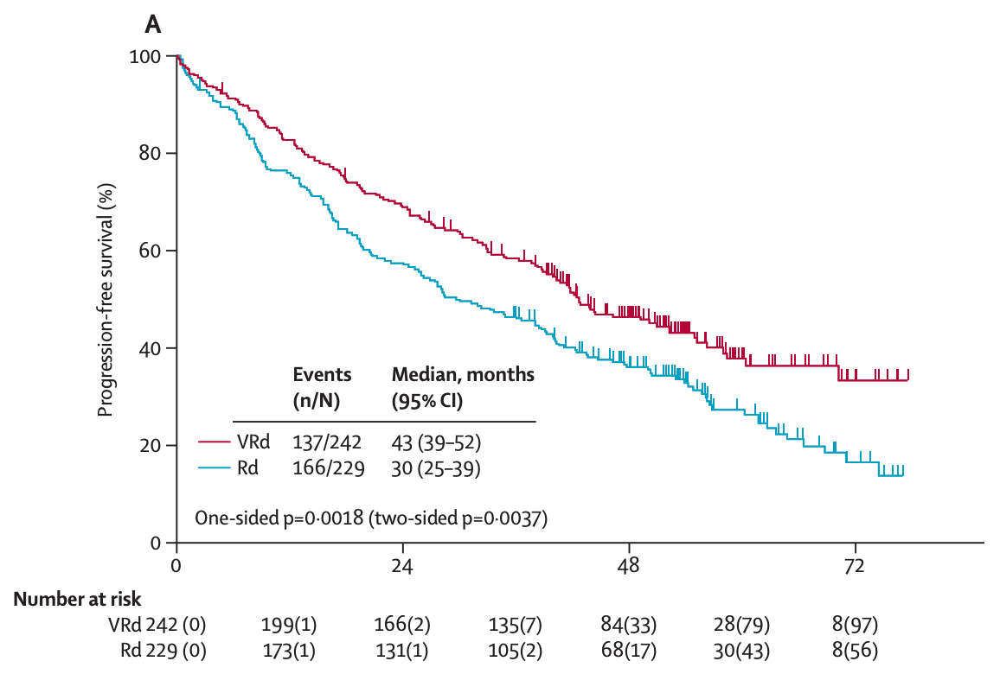 A
100
80
60
40
20
0
Progression-free survival (%)
Events Median, months
(n/N) (95% CI)
VRd 137/242 43 (39–52)
Rd 166/229 30 (25–39)
One-sided p=0·0018 (two-sided p=0·0037)
0 24 48 72
Number at risk
VRd 242 (0) 199(1) 166(2) 135(7) 84(33) 28(79) 8(97)
Rd 229 (0) 173(1) 131(1) 105(2) 68(17) 30(43) 8(56)